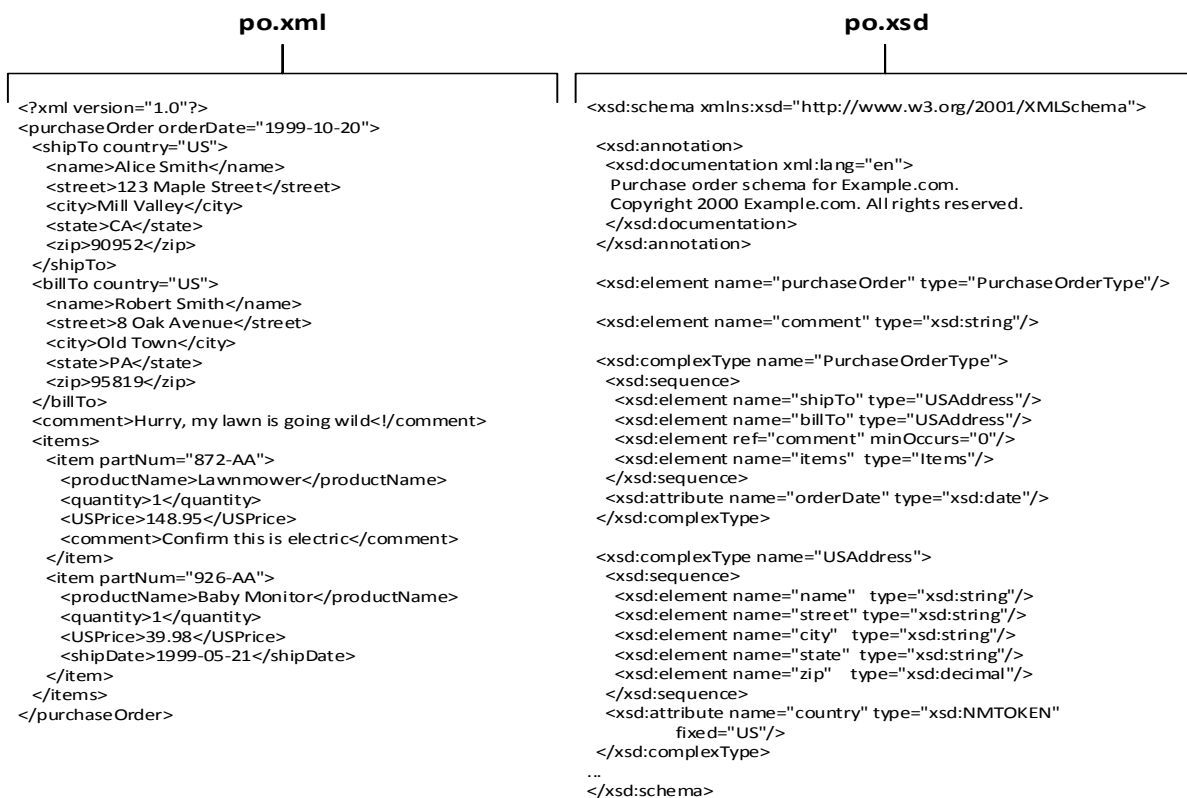 po.xml
<?xml version="1.0"?>
<purchaseOrder orderDate="1999-10-20">
<shipTo country="US">
<name>Alice Smith</name>
<street>123 Maple Street</street>
<city>Mill Valley</city>
<state>CA</state>
<zip>90952</zip>
</shipTo>
<billTo country="US">
<name>Robert Smith</name>
<street>8 Oak Avenue</street>
<city>Old Town</city>
<state>PA</state>
<zip>95819</zip>
</billTo>
<comment>Hurry, my lawn is going wild<!/comment>
<items>
<item partNum="872-AA">
<productName>Lawnmower</productName>
<quantity>1</quantity>
<USPrice>148.95</USPrice>
<comment>Confirm this is electric</comment>
</item>
<item partNum="926-AA">
<productName>Baby Monitor</productName>
<quantity>1</quantity>
<USPrice>39.98</USPrice>
<shipDate>1999-05-21</shipDate>
</item>
</items>
</purchaseOrder>
po.xsd
<xsd:schema xmlns:xsd="http://www.w3.org/2001/XMLSchema">
<xsd:annotation>
<xsd:documentation xml:lang="en">
Purchase order schema for Example.com.
Copyright 2000 Example.com. All rights reserved.
</xsd:documentation>
</xsd:annotation>
<xsd:element name="purchaseOrder" type="PurchaseOrderType"/>
<xsd:element name="comment" type="xsd:string"/>
<xsd:complexType name="PurchaseOrderType">
<xsd:sequence>
<xsd:element name="shipTo" type="USAddress"/>
<xsd:element name="billTo" type="USAddress"/>
<xsd:element ref="comment" minOccurs="0"/>
<xsd:element name="items" type="Items"/>
</xsd:sequence>
<xsd:attribute name="orderDate" type="xsd:date"/>
</xsd:complexType>
<xsd:complexType name="USAddress">
<xsd:sequence>
<xsd:element name="name" type="xsd:string"/>
<xsd:element name="street" type="xsd:string"/>
<xsd:element name="city" type="xsd:string"/>
<xsd:element name="state" type="xsd:string"/>
<xsd:element name="zip" type="xsd:decimal"/>
</xsd:sequence>
<xsd:attribute name="country" type="xsd:NMTOKEN"
fixed="US"/>
</xsd:complexType>
...
</xsd:schema>